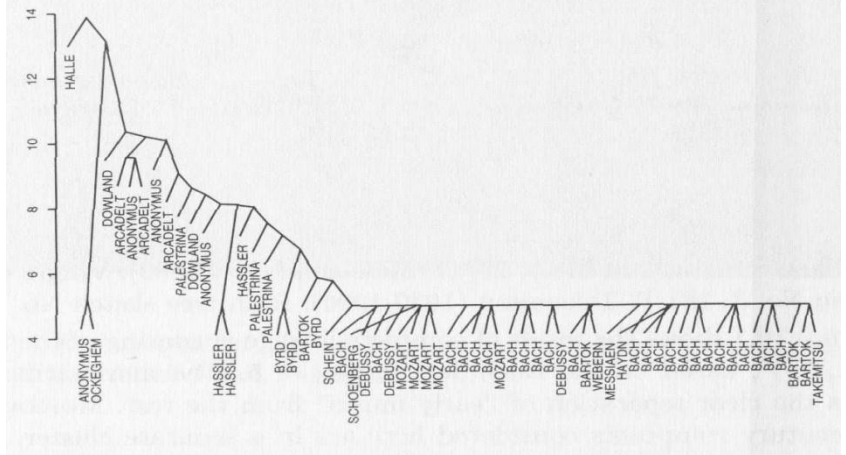 14
12
10
8
6
4
HALLE
ANONYMUS
OCKEGHEM
DOWLAND
ARCADELT
ANONYMUS
ARCADELT
ANONYMUS
ARCADELT
PALESTRINA
DOWLAND
ANONYMUS
HASSLER
HASSLER
HASSLER
PALESTRINA
PALESTRINA
BYRD
BYRD
BARTOK
BYRD
SCHEIN
BACH
SCHOENBERG
DEBUSSY
BACH
DEBUSSY
MOZART
MOZART
MOZART
MOZART
BACH
BACH
BACH
BACH
MOZART
BACH
BACH
BACH
BACH
DEBUSSY
BACH
BARTOK
WEBERN
MESSIAEN
HAYDN
BACH
BACH
BACH
BACH
BACH
BACH
BACH
BACH
BACH
BACH
BACH
BACH
BACH
BARTOK
BARTOK
TAKEMITSU